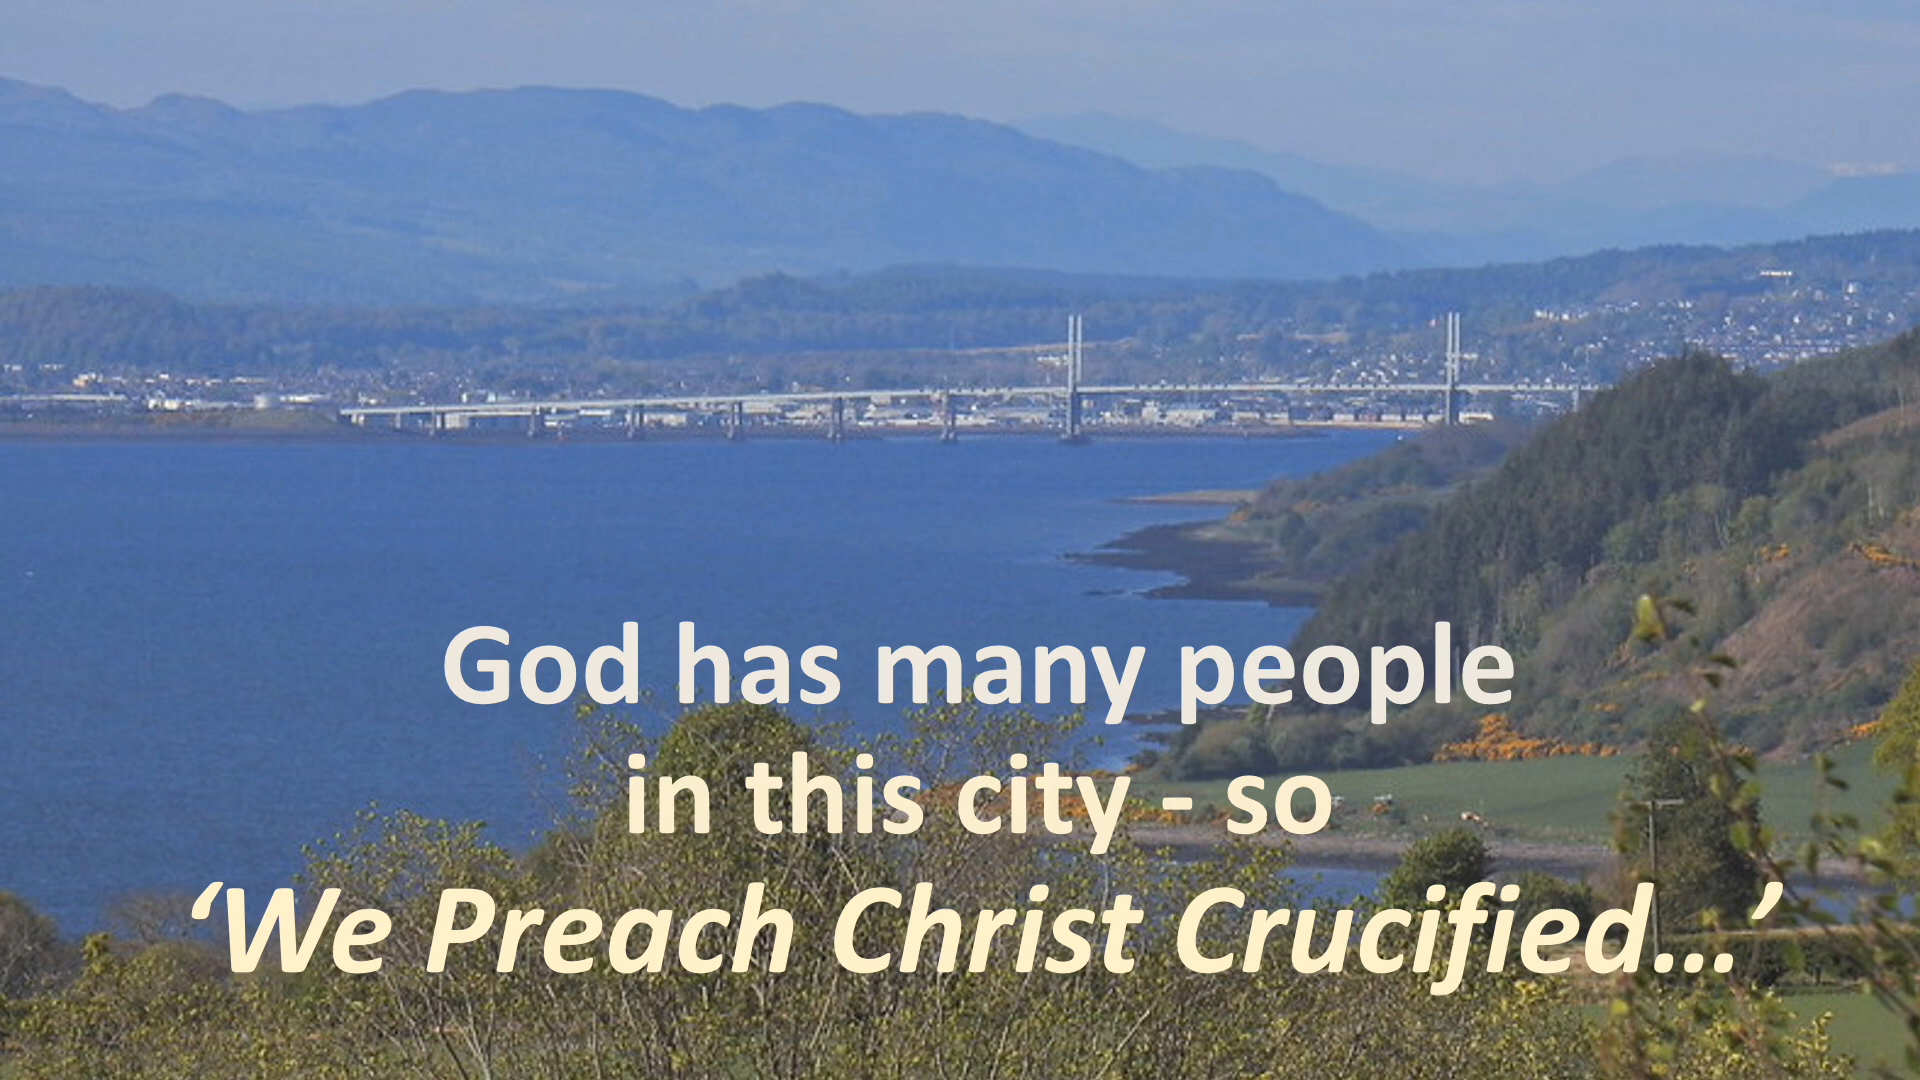 God has many people
in this city - so
‘We Preach Christ Crucified…’